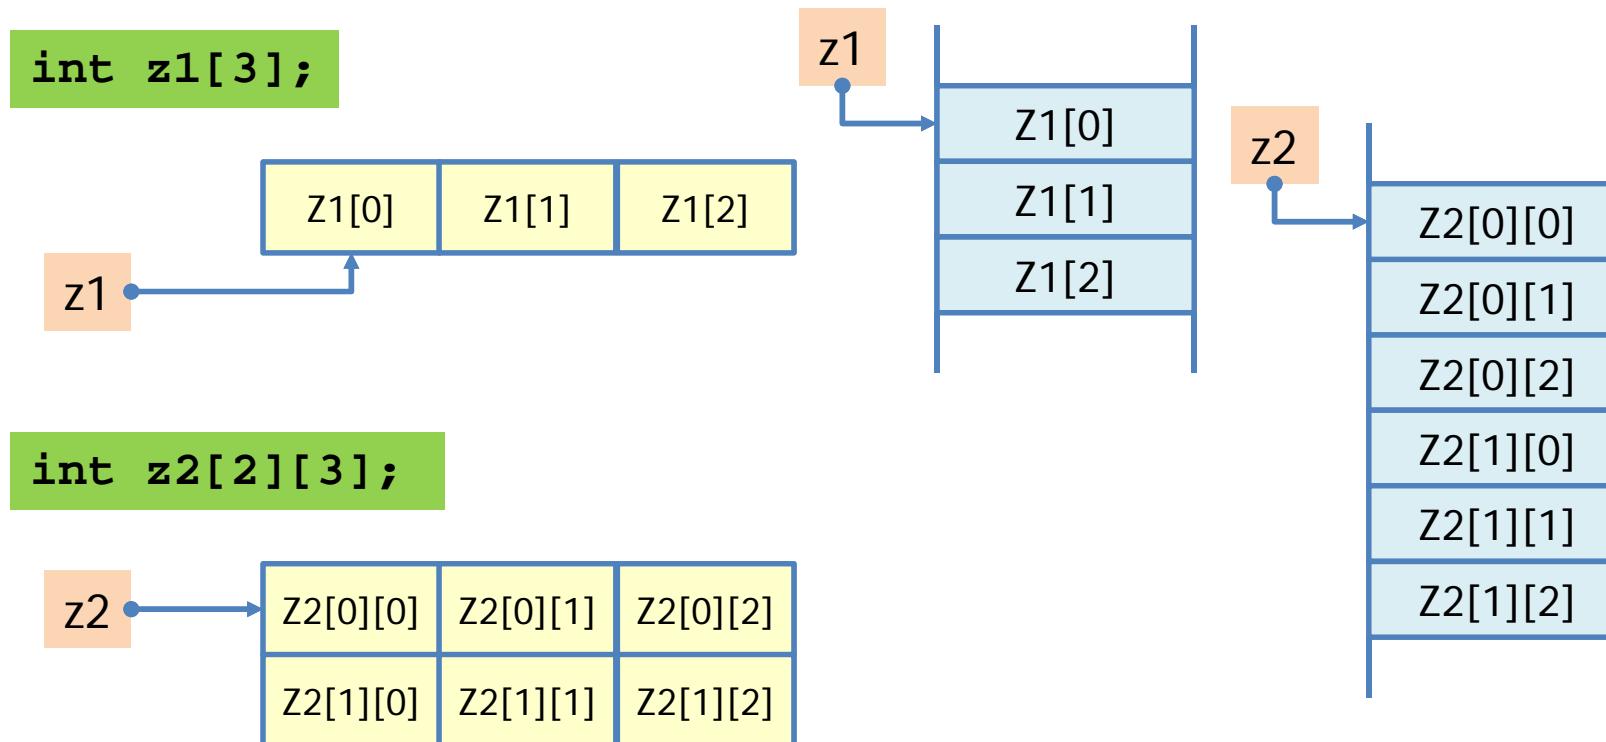 int z1[3];
Z1[0] Z1[1] Z1[2]
z1
int z2[2][3];
z2
Z2[0][0] Z2[0][1] Z2[0][2]
Z2[1][0] Z2[1][1] Z2[1][2]
z1
Z1[0]
Z1[1]
Z1[2]
z2
Z2[0][0]
Z2[0][1]
Z2[0][2]
Z2[1][0]
Z2[1][1]
Z2[1][2]